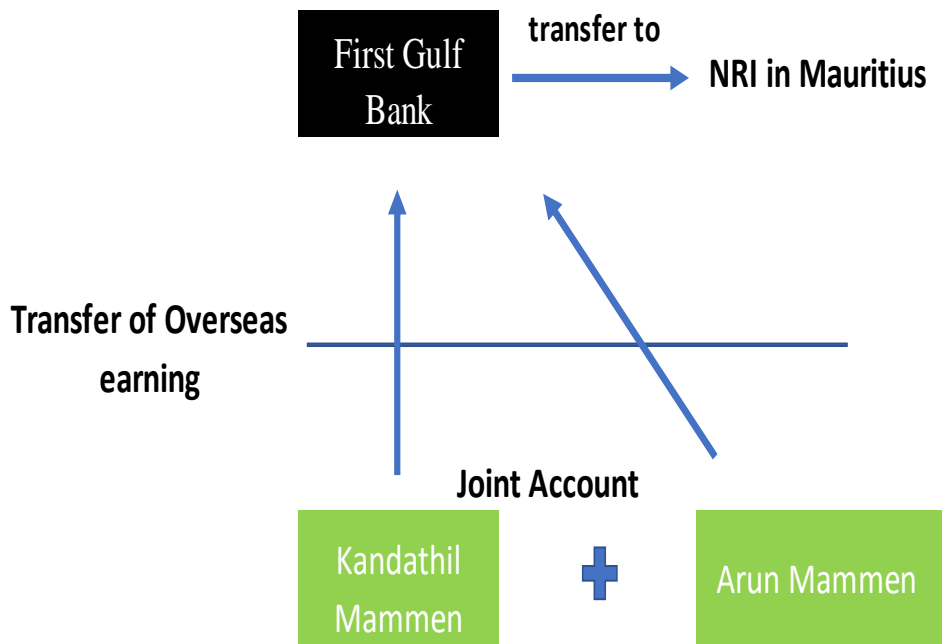 First Gulf
Bank
transfer to
NRI in Mauritius
Transfer of Overseas
earning
Joint Account
Kandathil
Mammen
Arun Mammen